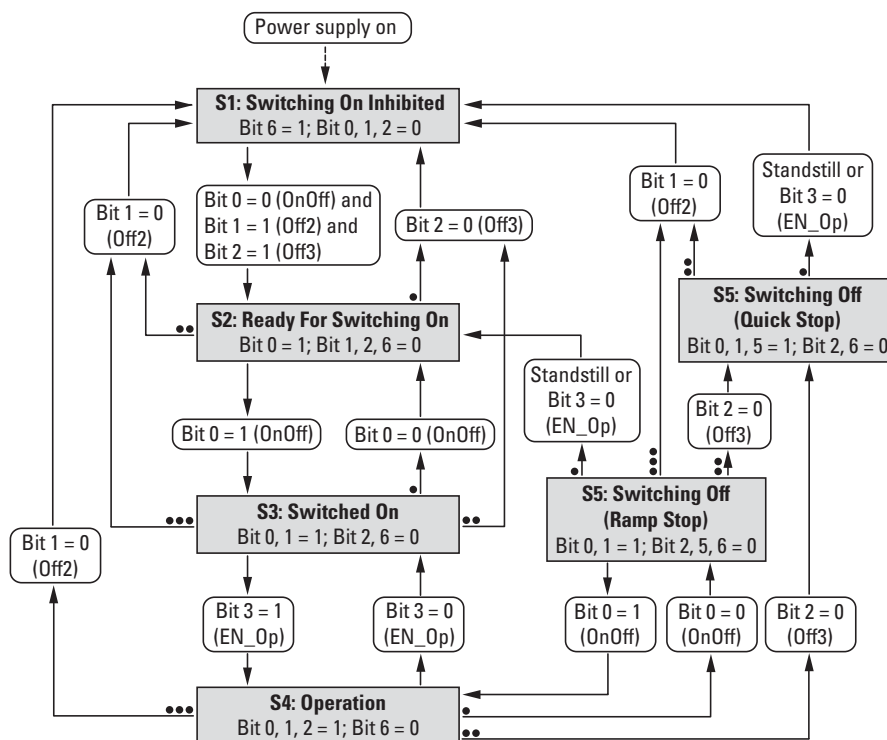 Power supply on
S1: Switching On Inhibited
Bit 6 = 1; Bit 0, 1, 2 = 0
Bit 1 = 0
(Off2)
Bit 0 = 0 (OnOff) and
Bit 1 = 1 (Off2) and
Bit 2 = 1 (Off3)
Bit 2 = 0 (Off3)
Bit 1 = 0
(Off2)
Standstill or
Bit 3 = 0
(EN_Op)
S2: Ready For Switching On
Bit 0 = 1; Bit 1, 2, 6 = 0
S5: Switching Off
(Quick Stop)
Bit 0, 1, 5 = 1; Bit 2, 6 = 0
Bit 0 = 1 (OnOff)
Bit 0 = 0 (OnOff)
Standstill or
Bit 3 = 0
(EN_Op)
Bit 2 = 0
(Off3)
S3: Switched On
Bit 0, 1 = 1; Bit 2, 6 = 0
S5: Switching Off
(Ramp Stop)
Bit 0, 1 = 1; Bit 2, 5, 6 = 0
Bit 1 = 0
(Off2)
Bit 3 = 1
(EN_Op)
Bit 3 = 0
(EN_Op)
Bit 0 = 1
(OnOff)
Bit 0 = 0
(OnOff)
Bit 2 = 0
(Off3)
S4: Operation
Bit 0, 1, 2 = 1; Bit 6 = 0